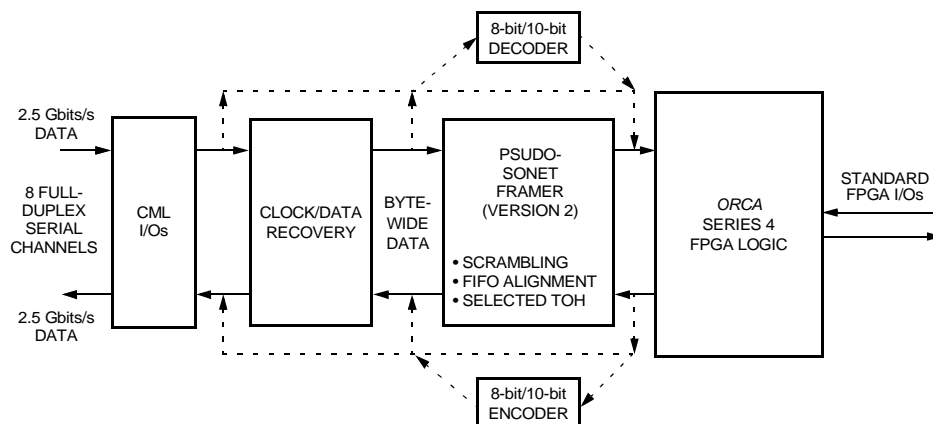 8-bit/10-bit
DECODER
2.5 Gbits/s
DATA
8 FULL-
DUPLEX
SERIAL
CHANNELS
2.5 Gbits/s
DATA
CML
I/Os
CLOCK/DATA
RECOVERY
BYTE-
WIDE
DATA
PSUDO-
SONET
FRAMER
(VERSION 2)
• SCRAMBLING
• FIFO ALIGNMENT
• SELECTED TOH
ORCA
SERIES 4
FPGA LOGIC
STANDARD
FPGA I/Os
8-bit/10-bit
ENCODER